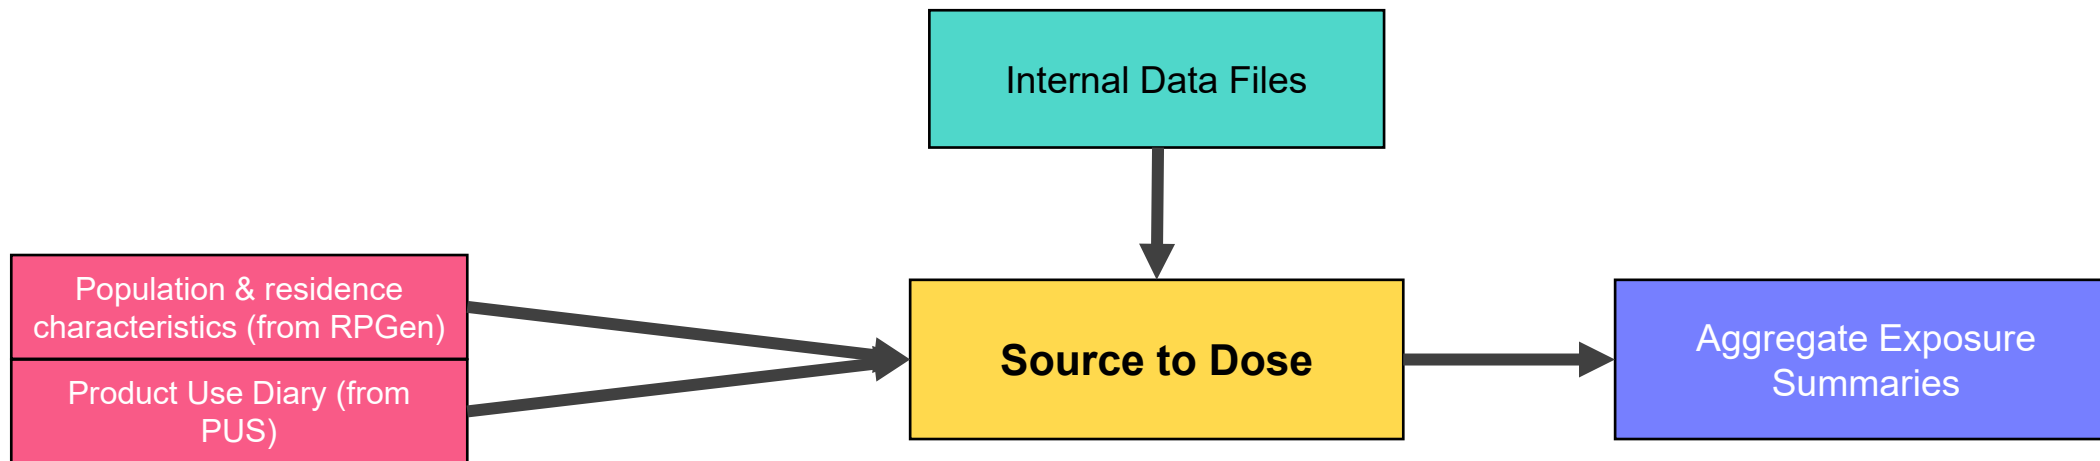 Internal Data Files
Population & residence
characteristics (from RPGen)
Product Use Diary (from
PUS)
Source to Dose
Aggregate Exposure
Summaries